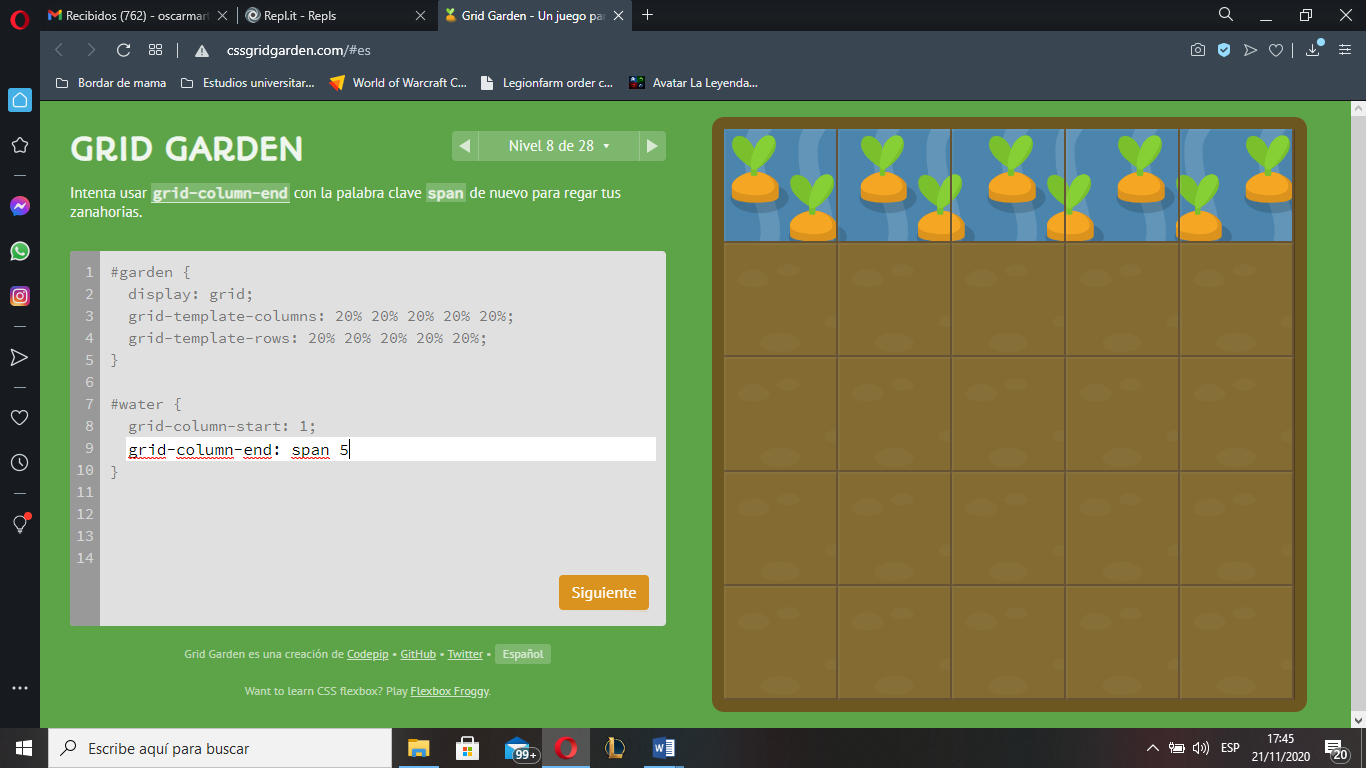 Recibidos (762) - oscarmart
Repl.it - Repls
Grid Garden - Un juego par
cssgridgarden.com/#es
Bordar de mama
Estudios universitar...
World of Warcraft C...
Legionfarm order c...
Avatar La Leyenda...
GRID GARDEN
Nivel 8 de 28
Intenta usar grid-column-end con la palabra clave span de nuevo para regar tus
zanahorias.
1 #garden {
2 display: grid;
3 grid-template-columns: 20% 20% 20% 20% 20%;
4 grid-template-rows: 20% 20% 20% 20% 20%;
5 }
6
7 #water {
8 grid-column-start: 1;
9 grid-column-end: span 5
10 }
11
12
13
14
Siguiente
Grid Garden es una creación de Codepip • GitHub • Twitter • Español
Want to learn CSS flexbox? Play Flexbox Froggy.
Escribe aquí para buscar
99+
ESP
17:45
21/11/2020
20